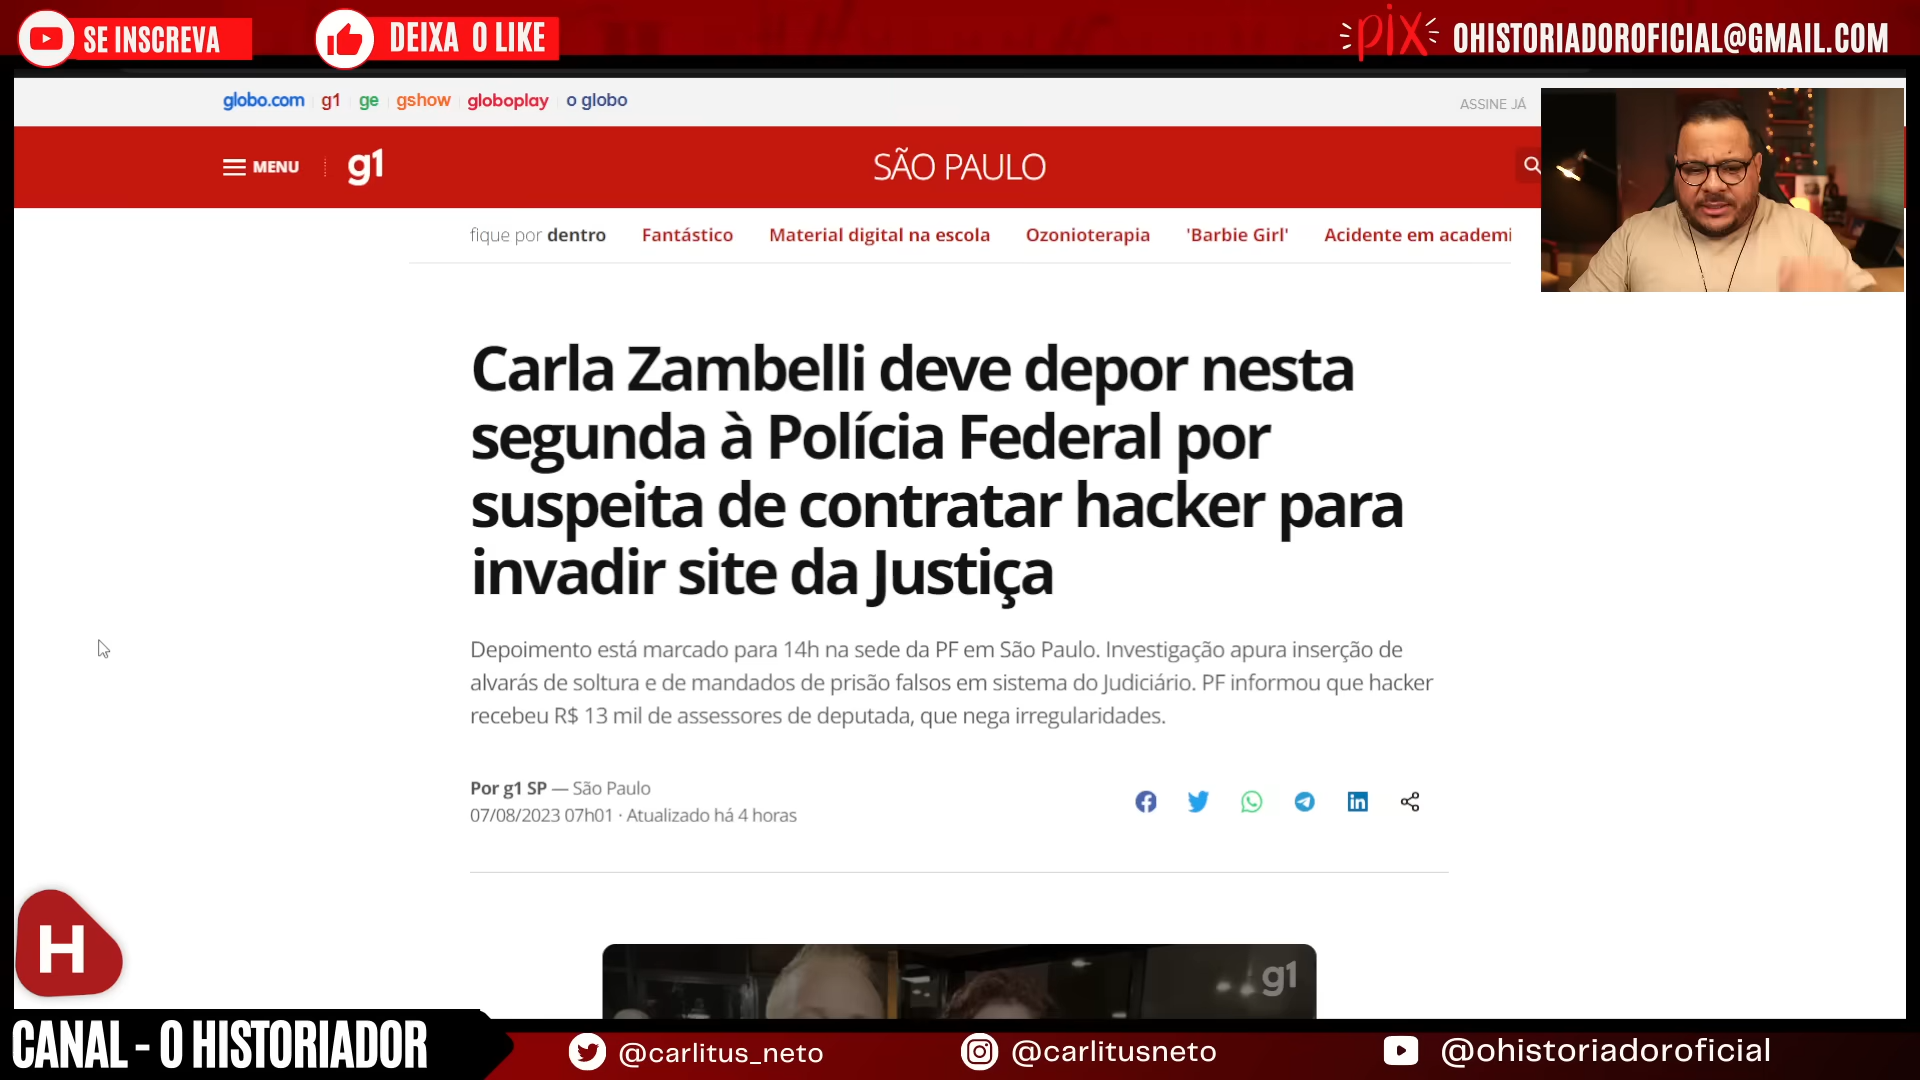 SE INSCREVA
DEIXA O LIKE
PIX OHISTORIADOROFICIAL@GMAIL.COM
globo.com g1 ge gshow globoplay o globo
ASSINE JÁ
MENU g1 SÃO PAULO
fique por dentro Fantástico Material digital na escola Ozonioterapia 'Barbie Girl' Acidente em academi
Carla Zambelli deve depor nesta
segunda à Polícia Federal por
suspeita de contratar hacker para
invadir site da Justiça
Depoimento está marcado para 14h na sede da PF em São Paulo. Investigação apura inserção de
alvarás de soltura e de mandados de prisão falsos em sistema do Judiciário. PF informou que hacker
recebeu R$ 13 mil de assessores de deputada, que nega irregularidades.
Por g1 SP — São Paulo
07/08/2023 07h01 · Atualizado há 4 horas
g1
H
CANAL - O HISTORIADOR
@carlitus_neto
@carlitusneto
@ohistoriadoroficial